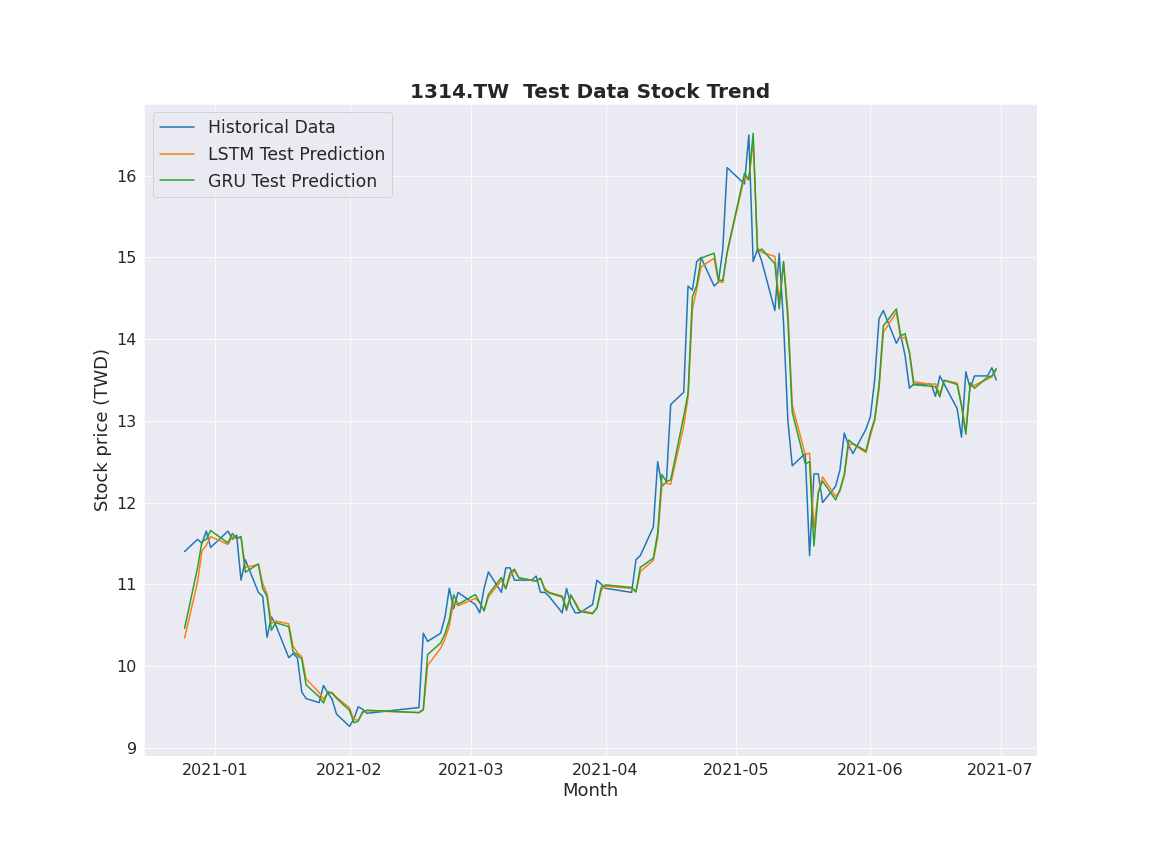 1314.TW  Test Data Stock Trend
Historical Data
LSTM Test Prediction
GRU Test Prediction
Stock price (TWD)
16
15
14
13
12
11
10
9
2021-01 2021-02 2021-03 2021-04 2021-05 2021-06 2021-07
Month